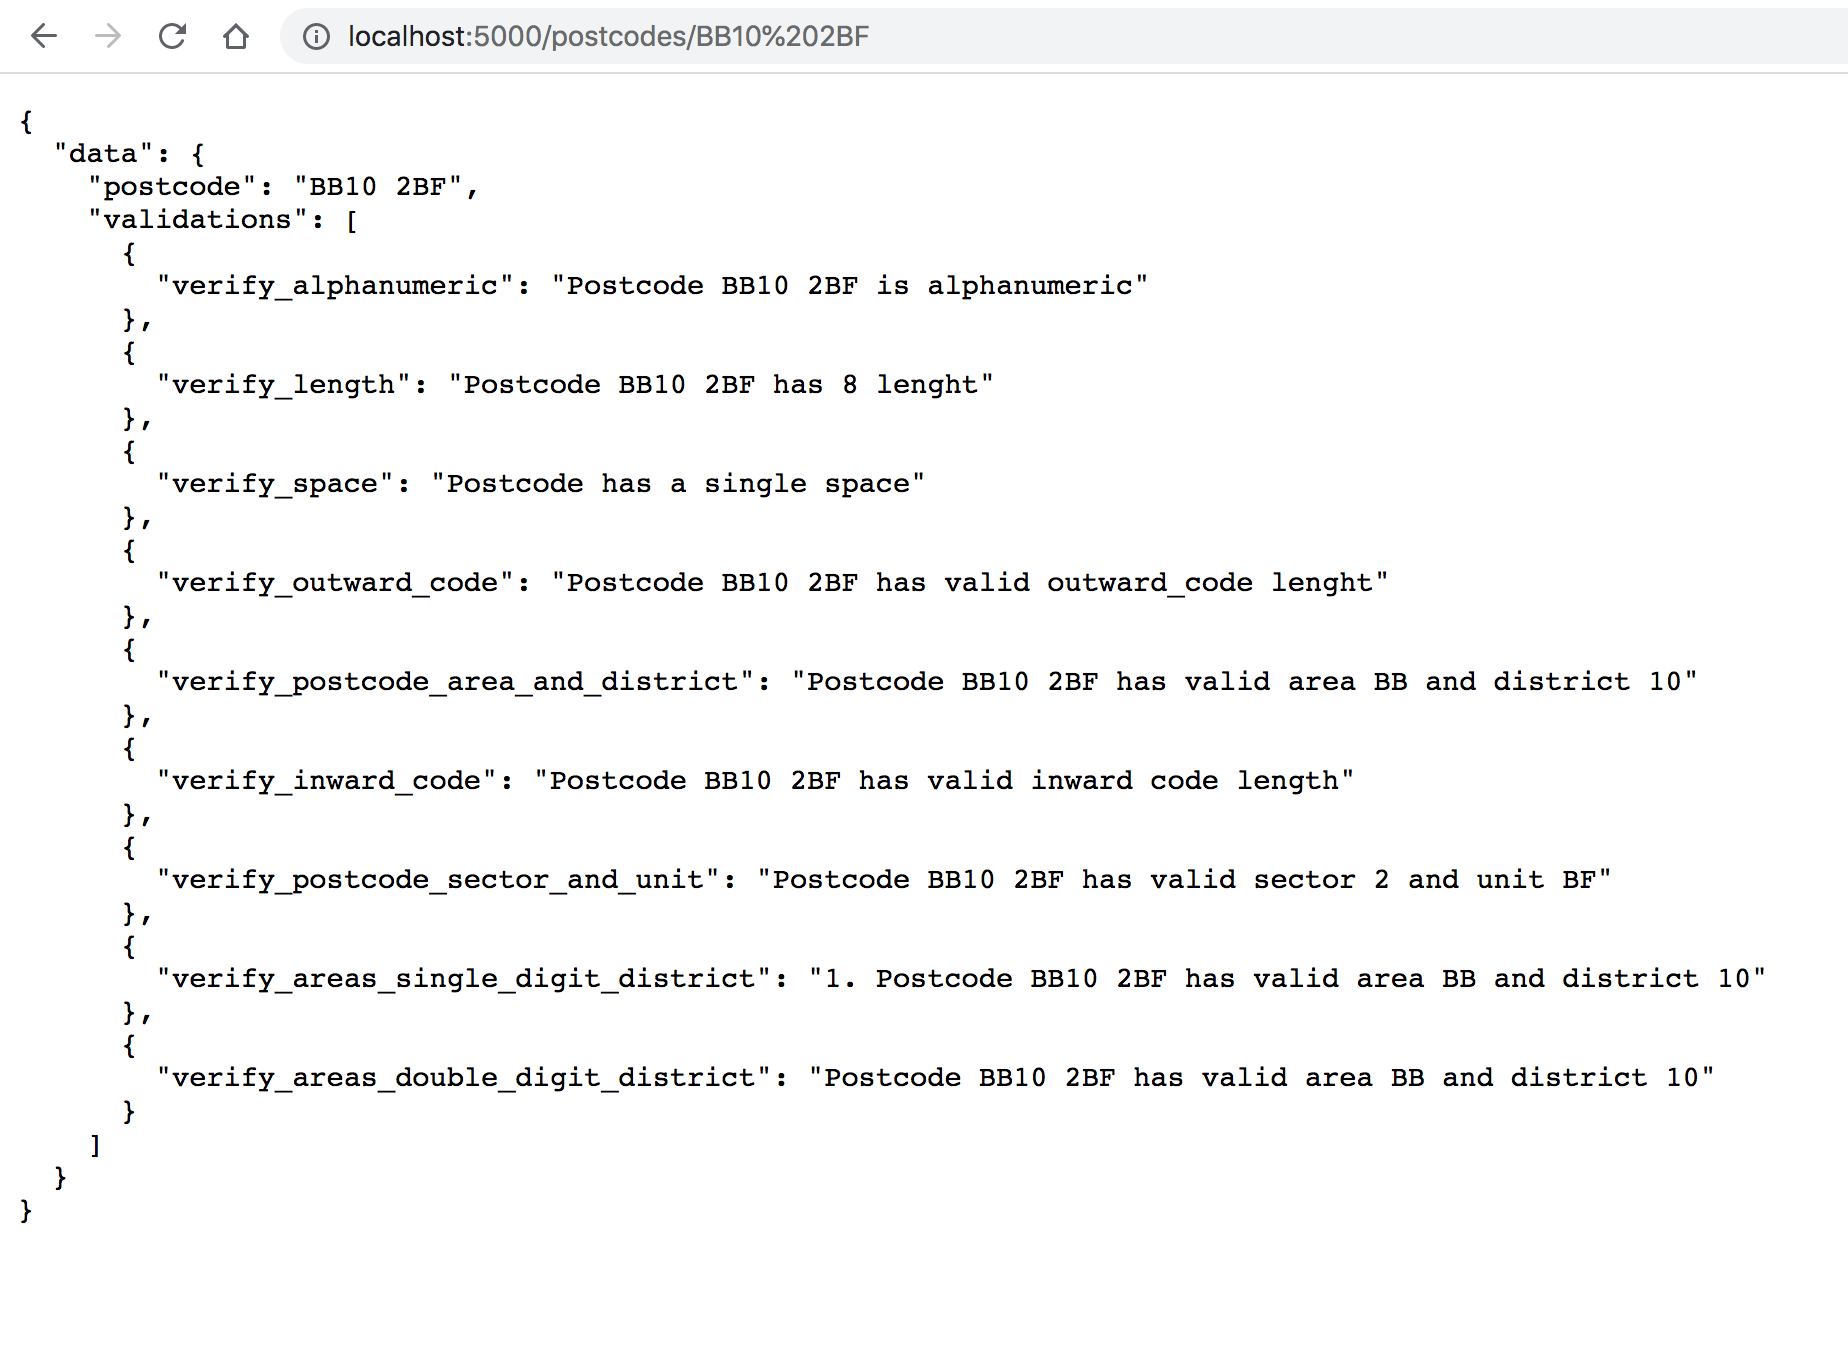 localhost:5000/postcodes/BB10%202BF
{
  "data": {
    "postcode": "BB10 2BF",
    "validations": [
      {
        "verify_alphanumeric": "Postcode BB10 2BF is alphanumeric"
      },
      {
        "verify_length": "Postcode BB10 2BF has 8 lenght"
      },
      {
        "verify_space": "Postcode has a single space"
      },
      {
        "verify_outward_code": "Postcode BB10 2BF has valid outward_code lenght"
      },
      {
        "verify_postcode_area_and_district": "Postcode BB10 2BF has valid area BB and district 10"
      },
      {
        "verify_inward_code": "Postcode BB10 2BF has valid inward code length"
      },
      {
        "verify_postcode_sector_and_unit": "Postcode BB10 2BF has valid sector 2 and unit BF"
      },
      {
        "verify_areas_single_digit_district": "1. Postcode BB10 2BF has valid area BB and district 10"
      },
      {
        "verify_areas_double_digit_district": "Postcode BB10 2BF has valid area BB and district 10"
      }
    ]
  }
}